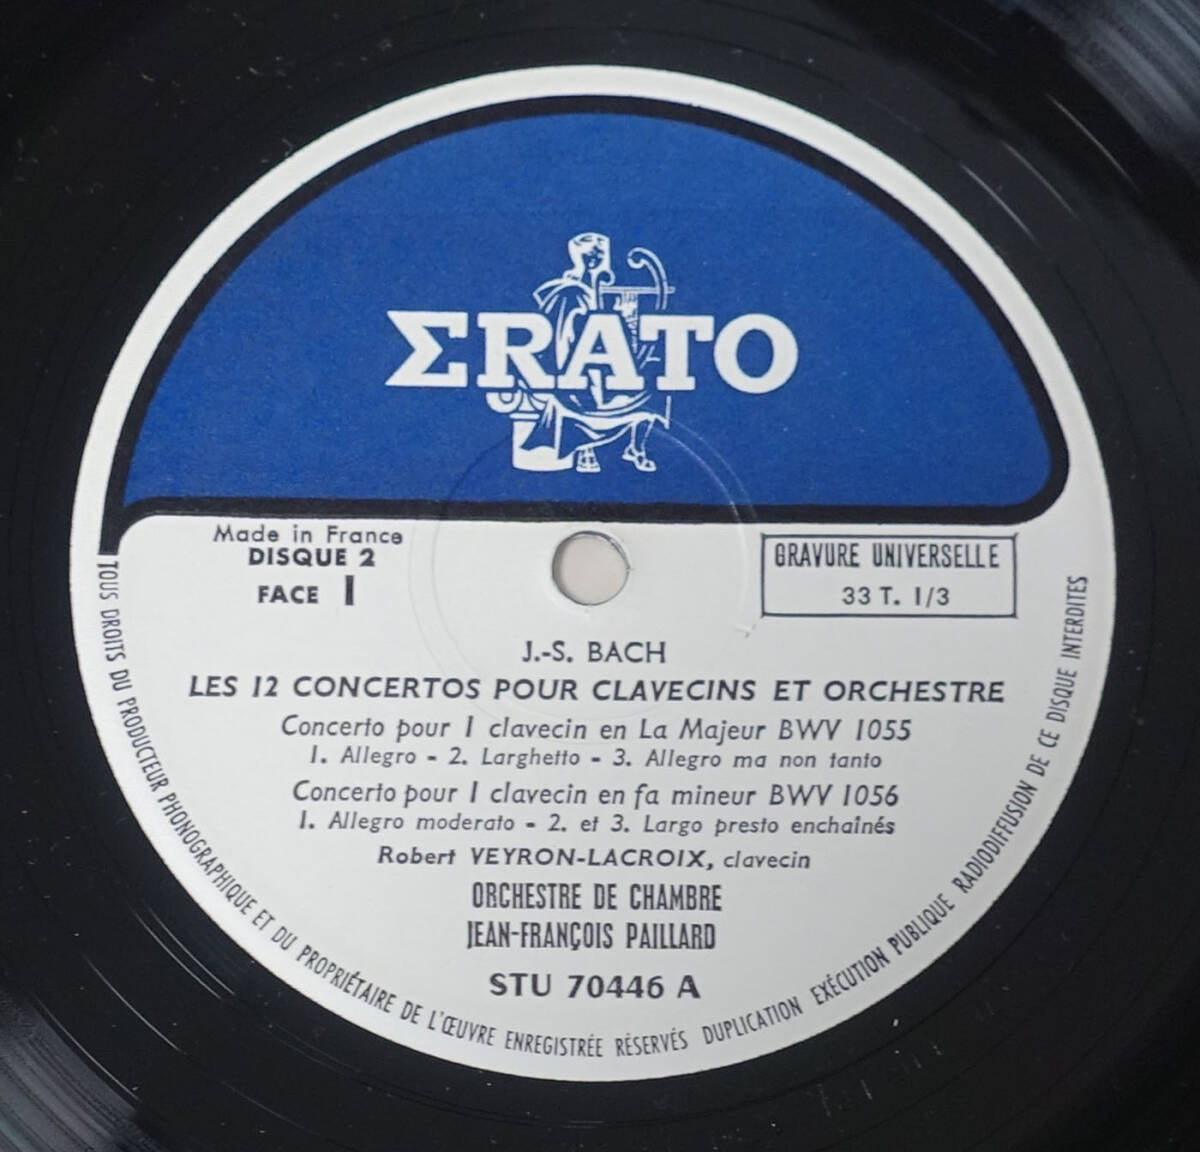 ΣRATO
Made in France
DISQUE 2
FACE 1
GRAVURE UNIVERSELLE
33 T. 1/3
J.-S. BACH
LES 12 CONCERTOS POUR CLAVECINS ET ORCHESTRE
Concerto pour 1 clavecin en La Majeur BWV 1055
1. Allegro - 2. Larghetto - 3. Allegro ma non tanto
Concerto pour 1 clavecin en fa mineur BWV 1056
1. Allegro moderato - 2. et 3. Largo presto enchaînés
Robert VEYRON-LACROIX, clavecin
ORCHESTRE DE CHAMBRE
JEAN-FRANÇOIS PAILLARD
STU 70446 A
TOUS DROITS DU PRODUCTEUR PHONOGRAPHIQUE ET DU PROPRIÉTAIRE DE L'ŒUVRE ENREGISTRÉE RÉSERVÉS DUPLICATION EXÉCUTION PUBLIQUE RADIODIFFUSION DE CE DISQUE INTERDITES